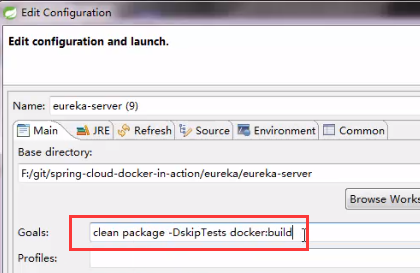 Edit Configuration
Edit configuration and launch.
Name: eureka-server (9)
Main JRE Refresh Source Environment Common
Base directory:
F:/git/spring-cloud-docker-in-action/eureka/eureka-server
Browse Works
Goals: clean package -DskipTests docker:build
Profiles: